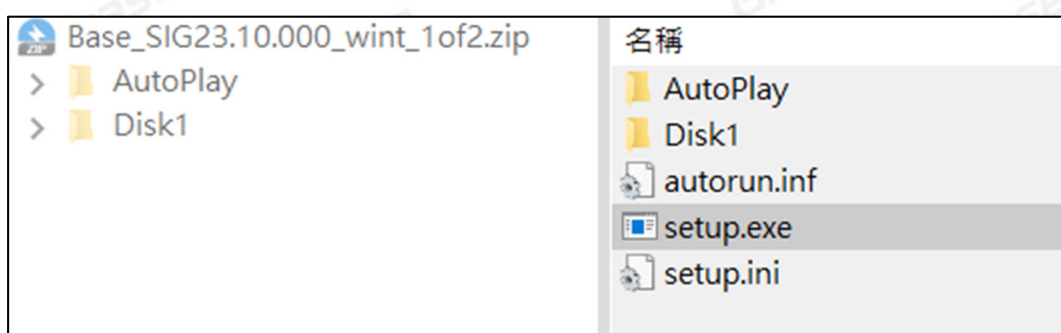 Base_SIG23.10.000_wint_1of2.zip
AutoPlay
Disk1
名稱
AutoPlay
Disk1
autorun.inf
setup.exe
setup.ini